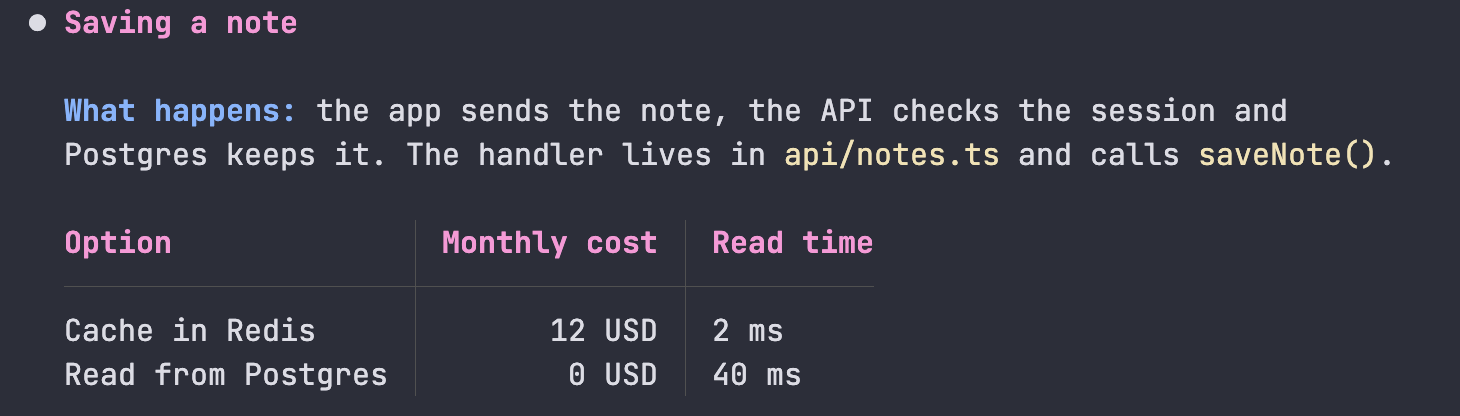 Saving a note
What happens: the app sends the note, the API checks the session and
Postgres keeps it. The handler lives in api/notes.ts and calls saveNote().
Option Monthly cost Read time
Cache in Redis 12 USD 2 ms
Read from Postgres 0 USD 40 ms